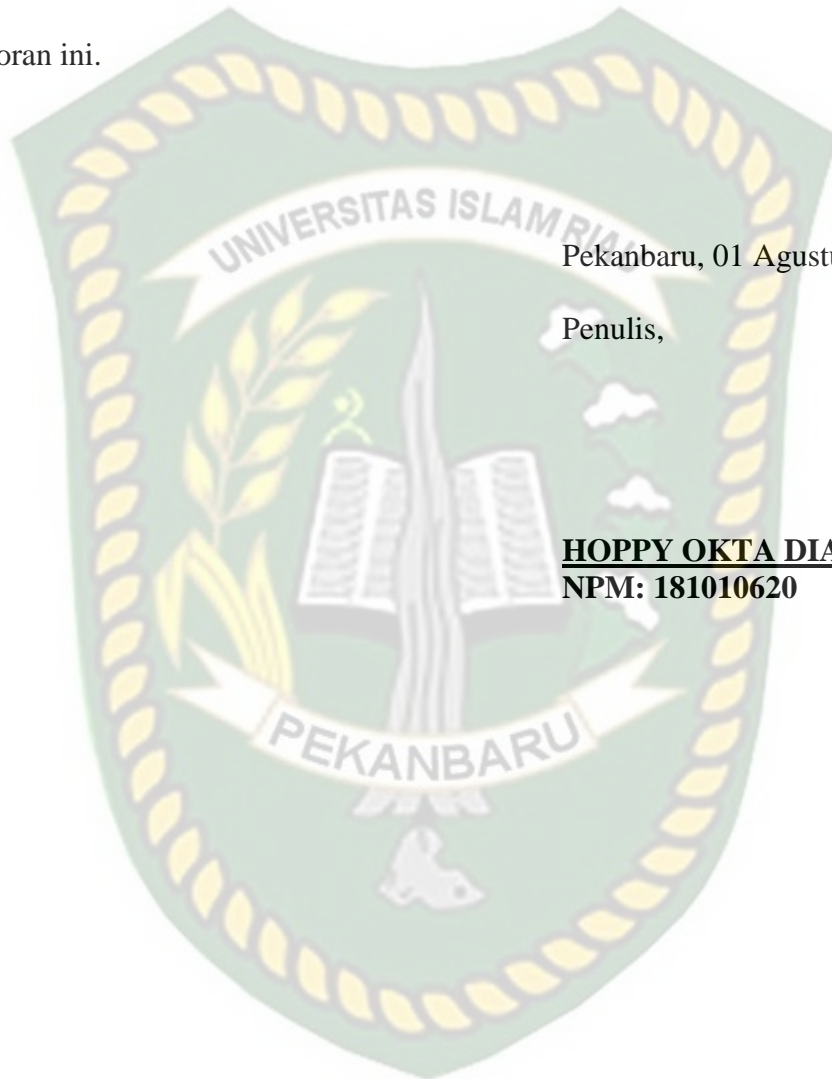 oran ini.
UNIVERSITAS ISLAM RIAU
Pekanbaru, 01 Agustu
Penulis,
HOPPY OKTA DIA
NPM: 181010620
PEKANBARU